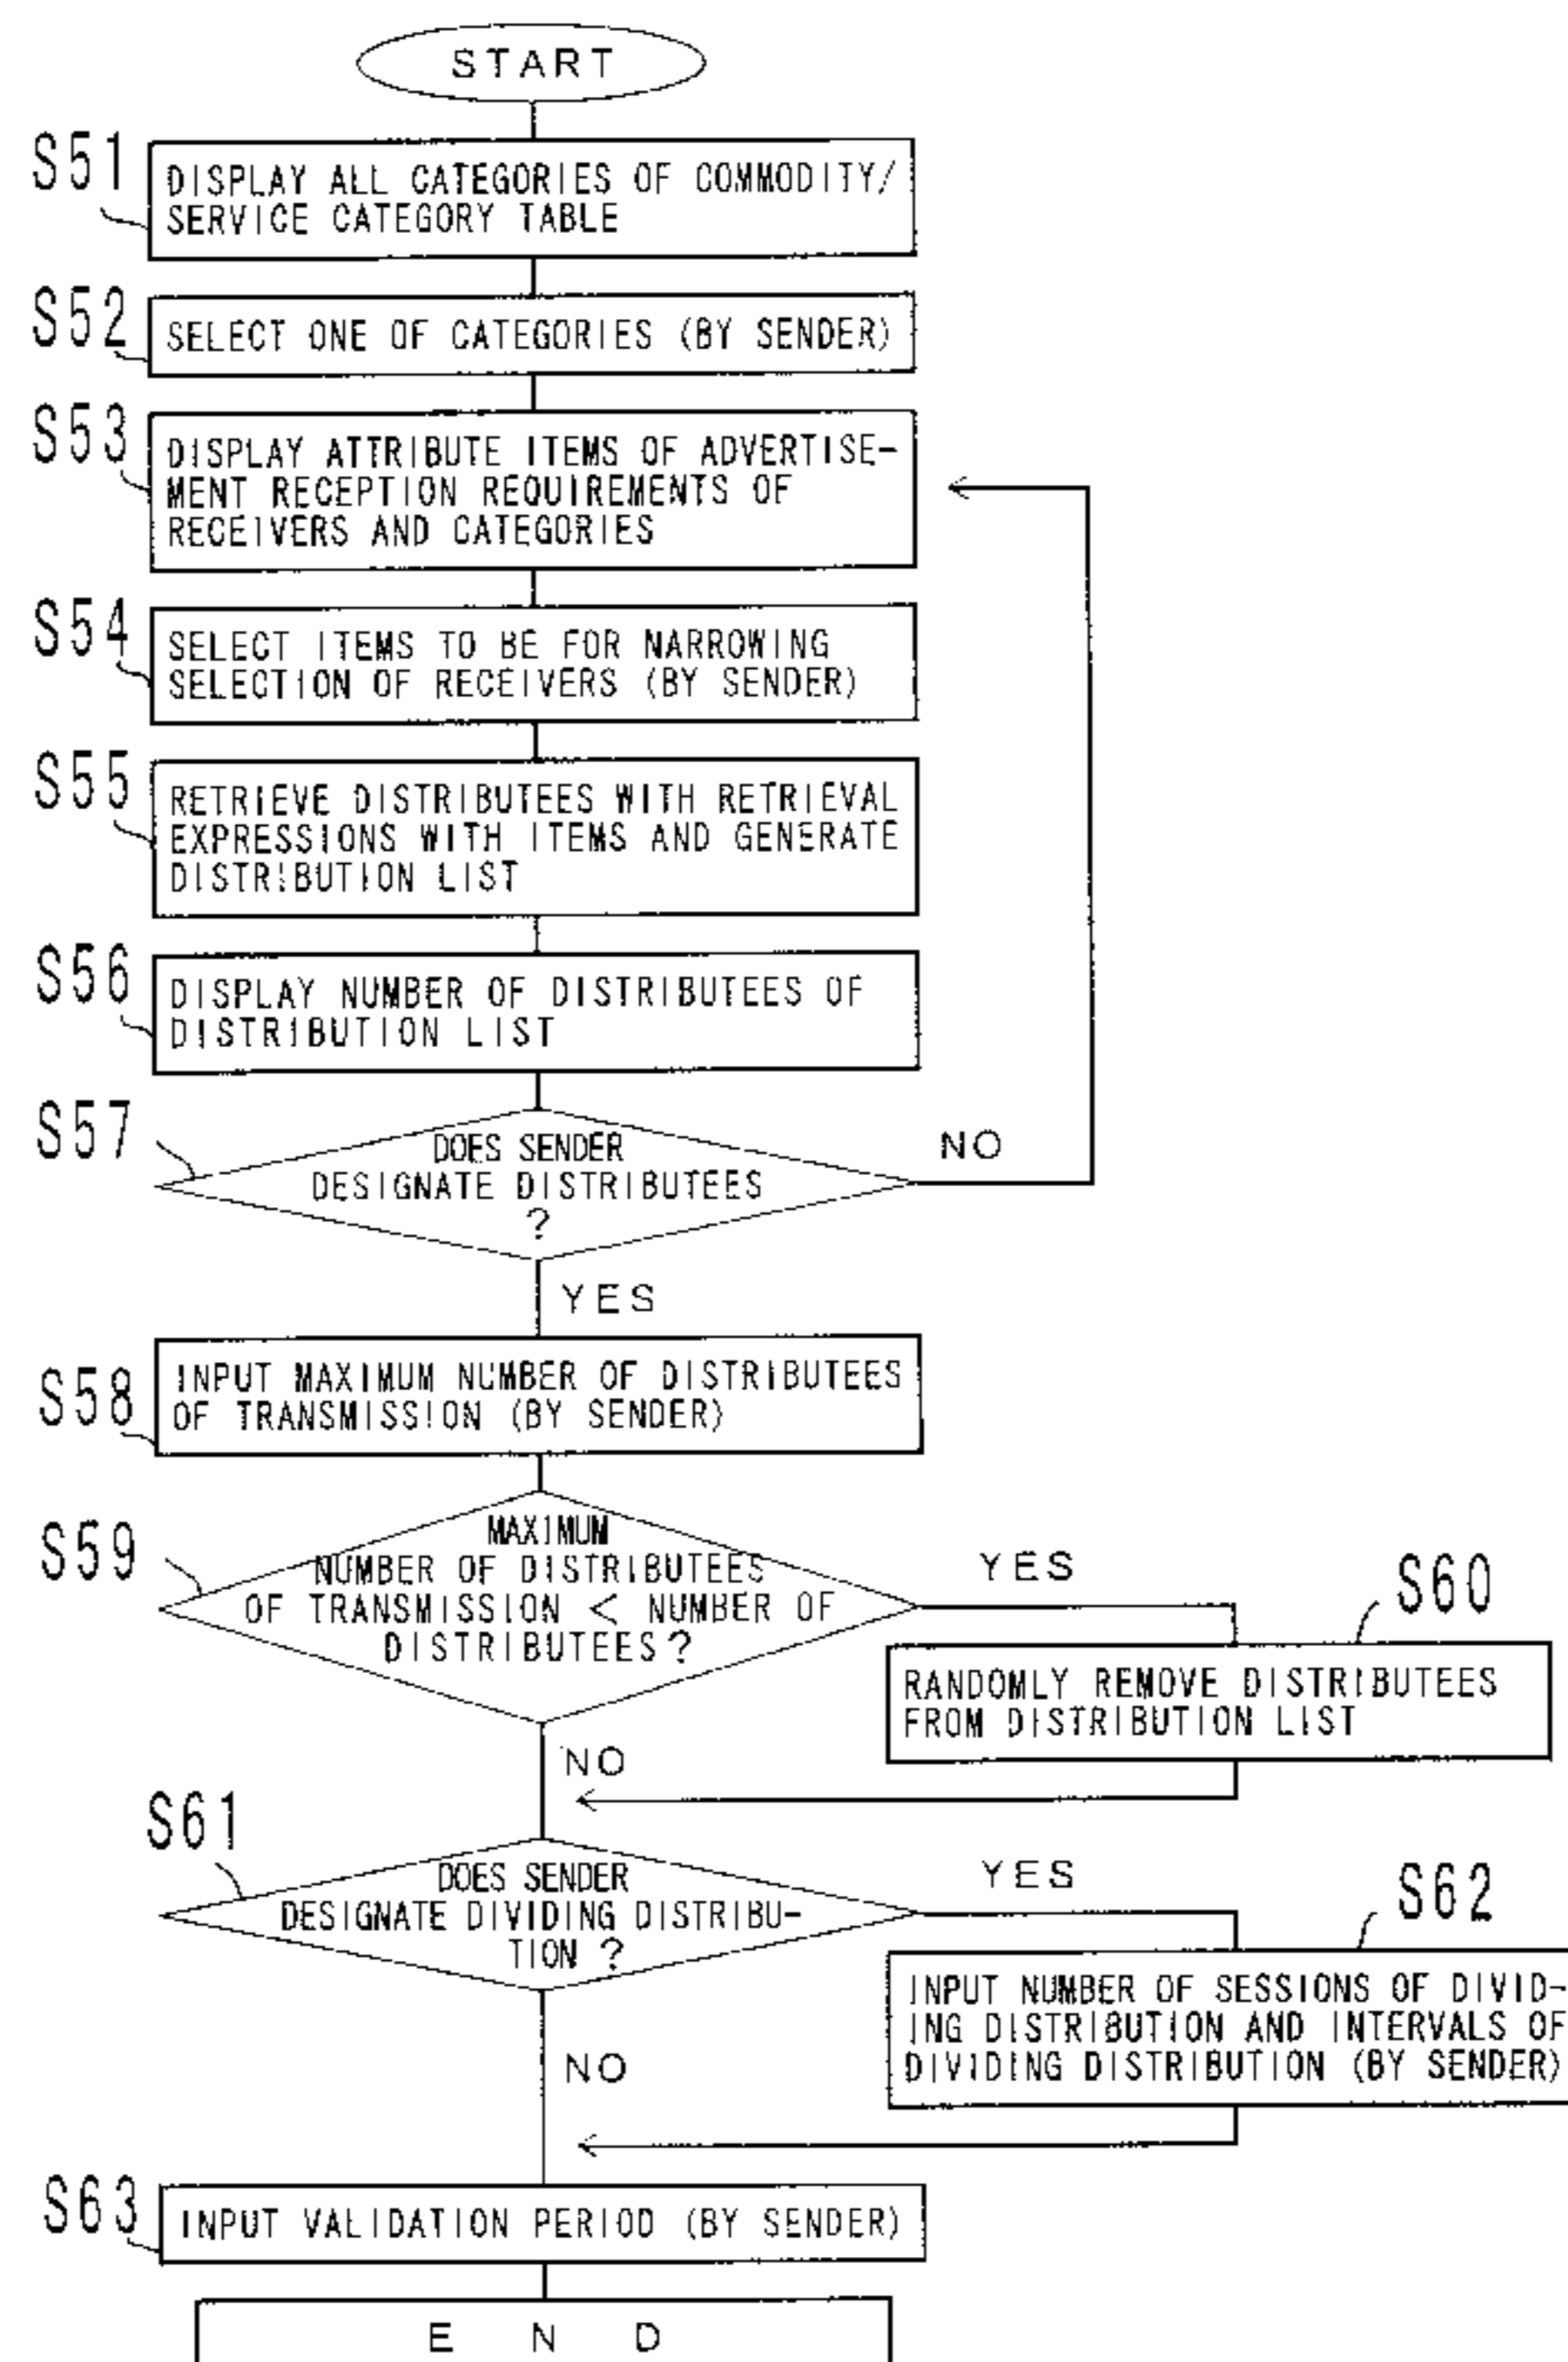 START
S51
DISPLAY ALL CATEGORIES OF COMMODITY/
SERVICE CATEGORY TABLE
S52
SELECT ONE OF CATEGORIES (BY SENDER)
S53
DISPLAY ATTRIBUTE ITEMS OF ADVERTISE-
MENT RECEPTION REQUIREMENTS OF
RECEIVERS AND CATEGORIES
S54
SELECT ITEMS TO BE FOR NARROWING
SELECTION OF RECEIVERS (BY SENDER)
S55
RETRIEVE DISTRIBUTEES WITH RETRIEVAL
EXPRESSIONS WITH ITEMS AND GENERATE
DISTRIBUTION LIST
S56
DISPLAY NUMBER OF DISTRIBUTEES OF
DISTRIBUTION LIST
S57
DOES SENDER
DESIGNATE DISTRIBUTEES
?
NO
YES
S58
INPUT MAXIMUM NUMBER OF DISTRIBUTEES
OF TRANSMISSION (BY SENDER)
S59
MAXIMUM
NUMBER OF DISTRIBUTEES
OF TRANSMISSION < NUMBER OF
DISTRIBUTEES?
YES
S60
RANDOMLY REMOVE DISTRIBUTEES
FROM DISTRIBUTION LIST
NO
S61
DOES SENDER
DESIGNATE DIVIDING DISTRIBU-
TION ?
YES
S62
INPUT NUMBER OF SESSIONS OF DIVID-
ING DISTRIBUTION AND INTERVALS OF
DIVIDING DISTRIBUTION (BY SENDER)
NO
S63
INPUT VALIDATION PERIOD (BY SENDER)
END